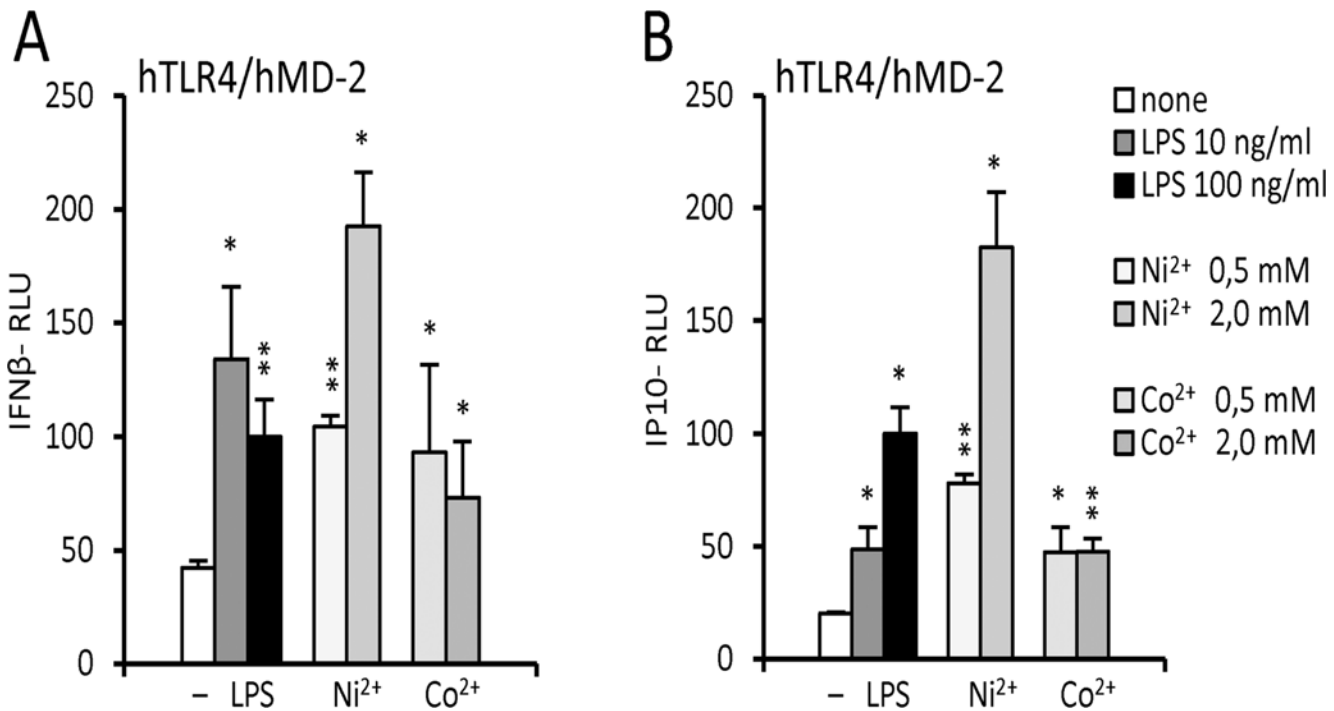 A
hTLR4/hMD-2
IFNβ- RLU
250
200
150
100
50
0
*
**
**
*
*
*
– LPS Ni²⁺ Co²⁺
B
hTLR4/hMD-2
IP10- RLU
250
200
150
100
50
0
*
*
**
*
*
**
– LPS Ni²⁺ Co²⁺
none
LPS 10 ng/ml
LPS 100 ng/ml
Ni²⁺ 0,5 mM
Ni²⁺ 2,0 mM
Co²⁺ 0,5 mM
Co²⁺ 2,0 mM